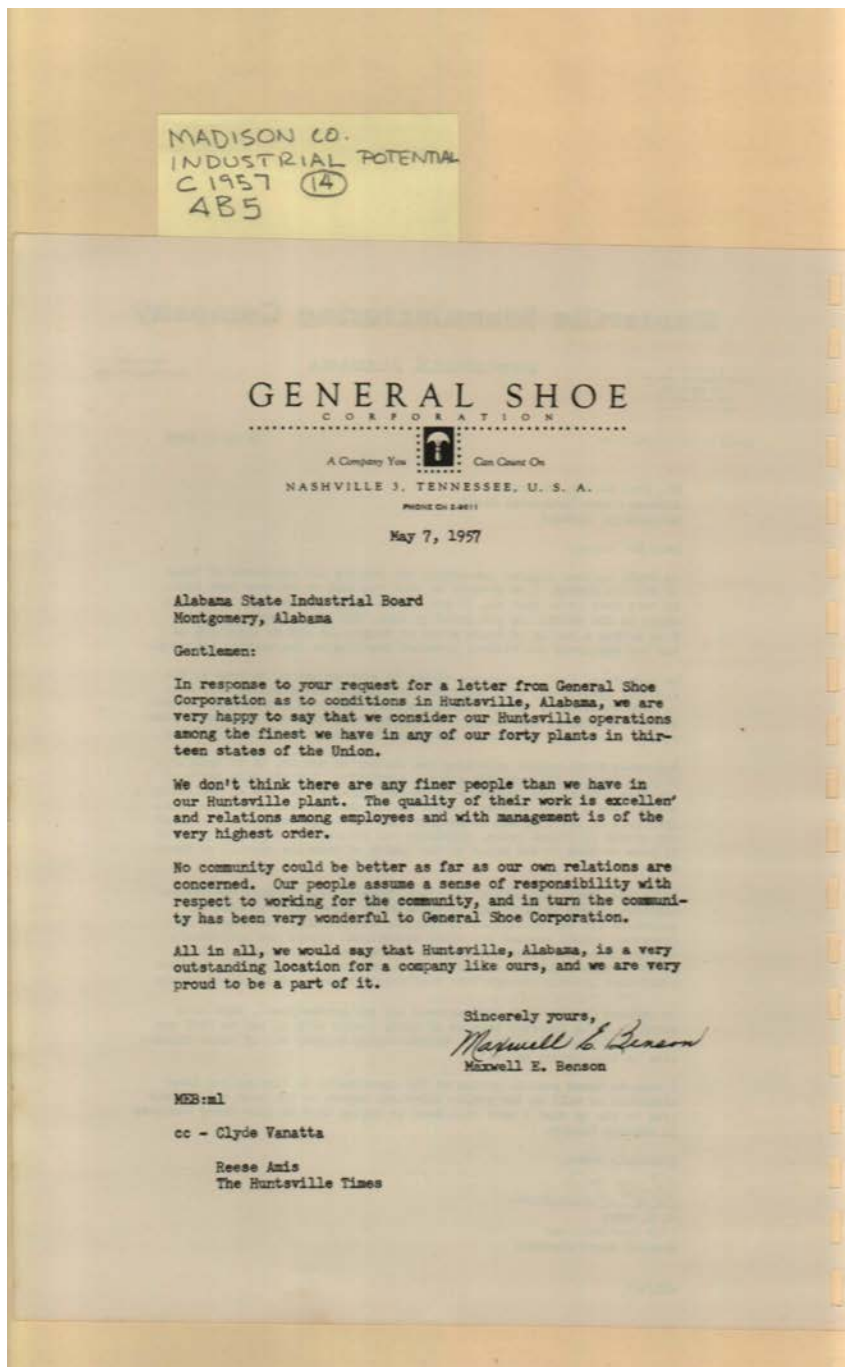 MADISON CO.
INDUSTRIAL POTENTIAL
C 1957 14
4B5
GENERAL SHOE
CORPORATION
A Company You Can Count On
NASHVILLE 3, TENNESSEE, U. S. A.
PHONE CH 2-6611
May 7, 1957
Alabama State Industrial Board
Montgomery, Alabama
Gentlemen:
In response to your request for a letter from General Shoe
Corporation as to conditions in Huntsville, Alabama, we are
very happy to say that we consider our Huntsville operations
among the finest we have in any of our forty plants in thir-
teen states of the Union.
We don't think there are any finer people than we have in
our Huntsville plant. The quality of their work is excellen'
and relations among employees and with management is of the
very highest order.
No community could be better as far as our own relations are
concerned. Our people assume a sense of responsibility with
respect to working for the community, and in turn the communi-
ty has been very wonderful to General Shoe Corporation.
All in all, we would say that Huntsville, Alabama, is a very
outstanding location for a company like ours, and we are very
proud to be a part of it.
Sincerely yours,
Maxwell E. Benson
Maxwell E. Benson
MEB:ml
cc - Clyde Vanatta
Reese Amis
The Huntsville Times